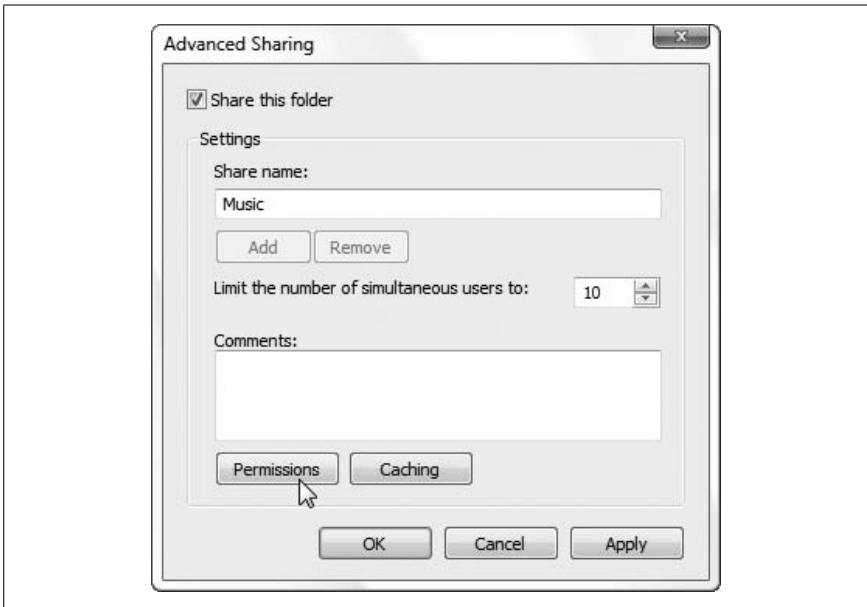 Advanced Sharing
Share this folder
Settings
Share name:
Music
Add Remove
Limit the number of simultaneous users to: 10
Comments:
Permissions Caching
OK Cancel Apply